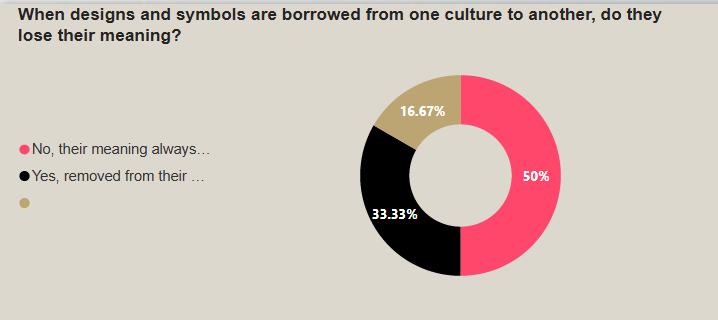 When designs and symbols are borrowed from one culture to another, do they
lose their meaning?
No, their meaning always...
Yes, removed from their ...
16.67%
50%
33.33%